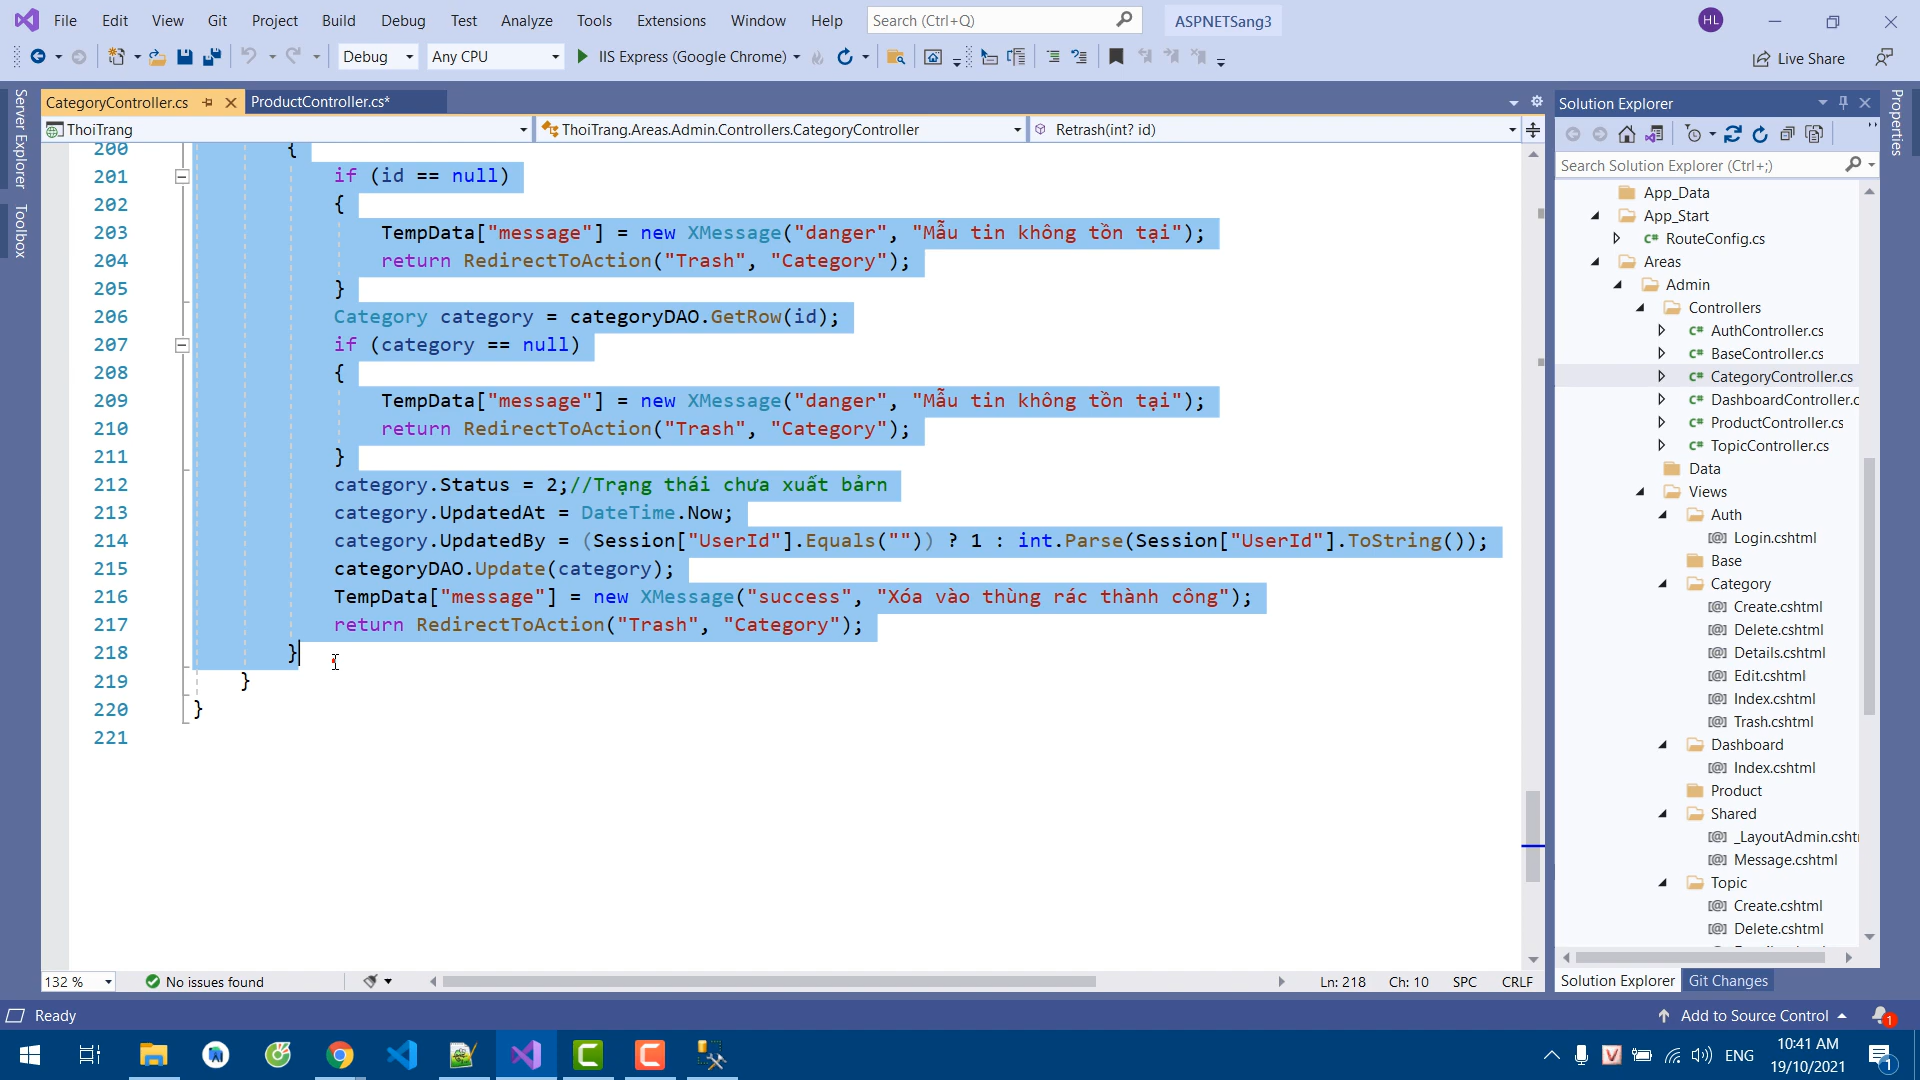 File Edit View Git Project Build Debug Test Analyze Tools Extensions Window Help Search (Ctrl+Q) ASPNETSang3 HL
Debug Any CPU IIS Express (Google Chrome) Live Share
Server Explorer
Toolbox
Properties
CategoryController.cs ProductController.cs*
ThoiTrang ThoiTrang.Areas.Admin.Controllers.CategoryController Retrash(int? id)
200 {
201 if (id == null)
202 {
203 TempData["message"] = new XMessage("danger", "Mẫu tin không tồn tại");
204 return RedirectToAction("Trash", "Category");
205 }
206 Category category = categoryDAO.GetRow(id);
207 if (category == null)
208 {
209 TempData["message"] = new XMessage("danger", "Mẫu tin không tồn tại");
210 return RedirectToAction("Trash", "Category");
211 }
212 category.Status = 2;//Trạng thái chưa xuất bảrn
213 category.UpdatedAt = DateTime.Now;
214 category.UpdatedBy = (Session["UserId"].Equals("")) ? 1 : int.Parse(Session["UserId"].ToString());
215 categoryDAO.Update(category);
216 TempData["message"] = new XMessage("success", "Xóa vào thùng rác thành công");
217 return RedirectToAction("Trash", "Category");
218 }
219 }
220 }
221
132 % No issues found Ln: 218 Ch: 10 SPC CRLF
Solution Explorer
Search Solution Explorer (Ctrl+;)
App_Data
App_Start
C# RouteConfig.cs
Areas
Admin
Controllers
C# AuthController.cs
C# BaseController.cs
C# CategoryController.cs
C# DashboardController.c
C# ProductController.cs
C# TopicController.cs
Data
Views
Auth
[@] Login.cshtml
Base
Category
[@] Create.cshtml
[@] Delete.cshtml
[@] Details.cshtml
[@] Edit.cshtml
[@] Index.cshtml
[@] Trash.cshtml
Dashboard
[@] Index.cshtml
Product
Shared
[@] _LayoutAdmin.csht
[@] Message.cshtml
Topic
[@] Create.cshtml
[@] Delete.cshtml
Solution Explorer Git Changes
Ready Add to Source Control 1
ENG 10:41 AM
19/10/2021 1